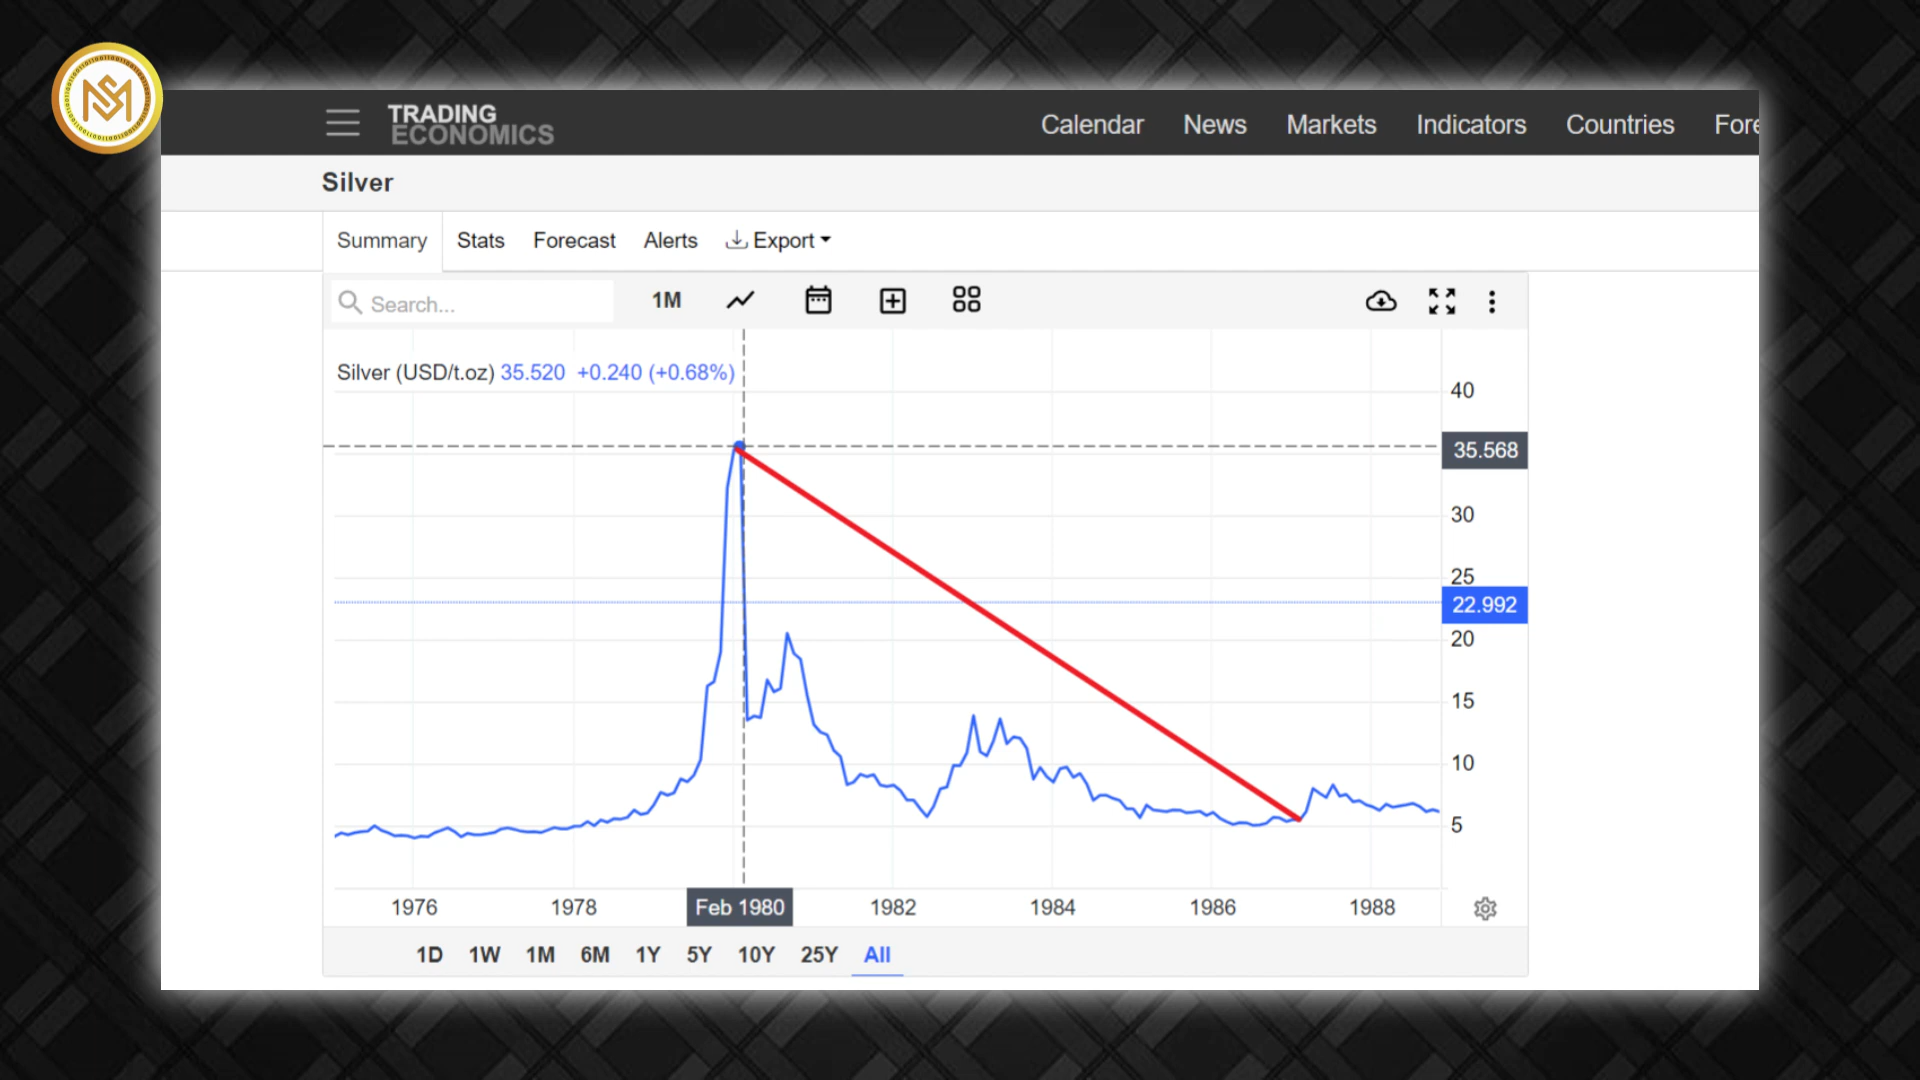 TRADING
ECONOMICS
Calendar News Markets Indicators Countries Fore
Silver
Summary Stats Forecast Alerts Export
Search... 1M
Silver (USD/t.oz) 35.520 +0.240 (+0.68%)
40
35.568
30
25
22.992
20
15
10
5
1976 1978 Feb 1980 1982 1984 1986 1988
1D 1W 1M 6M 1Y 5Y 10Y 25Y All